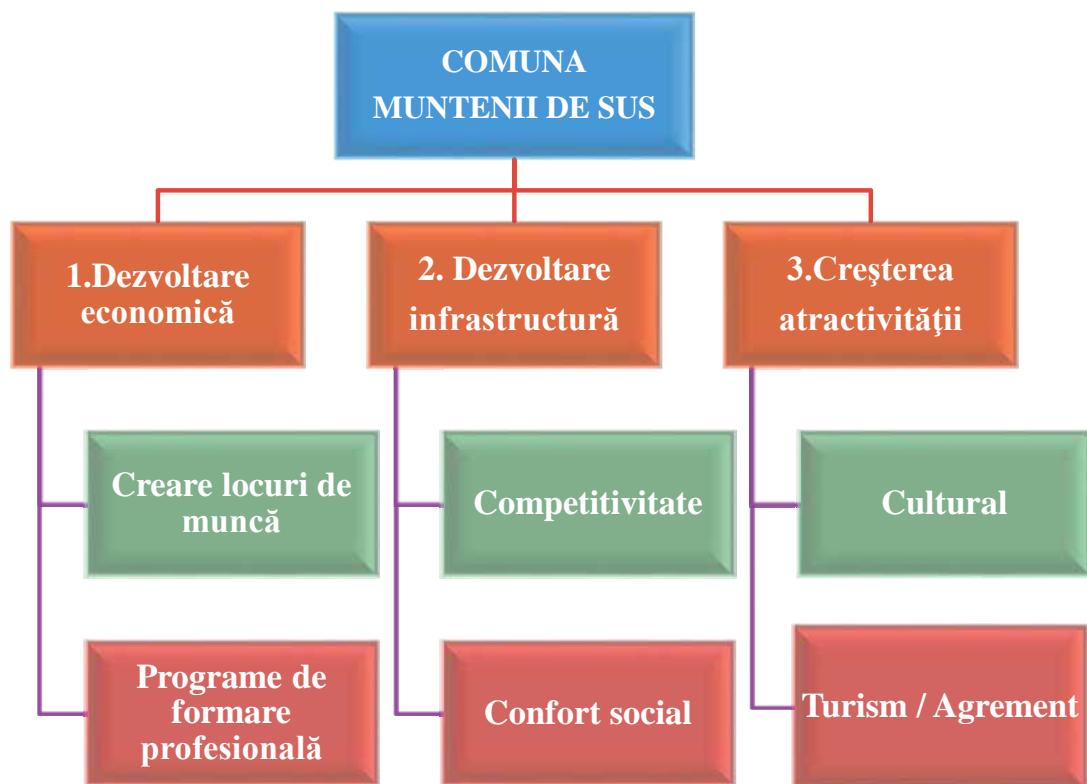 COMUNA
MUNTENII DE SUS
1.Dezvoltare
economică
2. Dezvoltare
infrastructură
3.Creşterea
atractivităţii
Creare locuri de
muncă
Competitivitate
Cultural
Programe de
formare
profesională
Confort social
Turism / Agrement